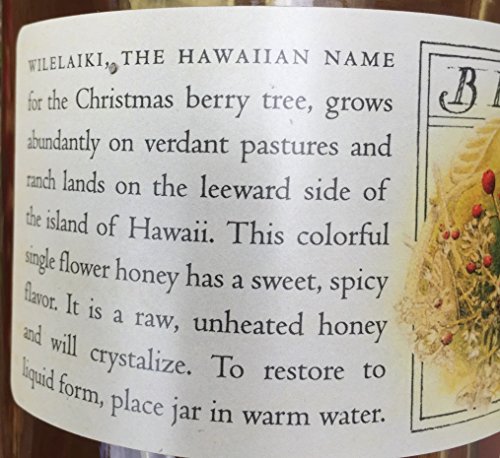 WILELAIKI, THE HAWAIIAN NAME
for the Christmas berry tree, grows
abundantly on verdant pastures and
ranch lands on the leeward side of
the island of Hawaii. This colorful
single flower honey has a sweet, spicy
flavor. It is a raw, unheated honey
and will crystalize. To restore to
liquid form, place jar in warm water.